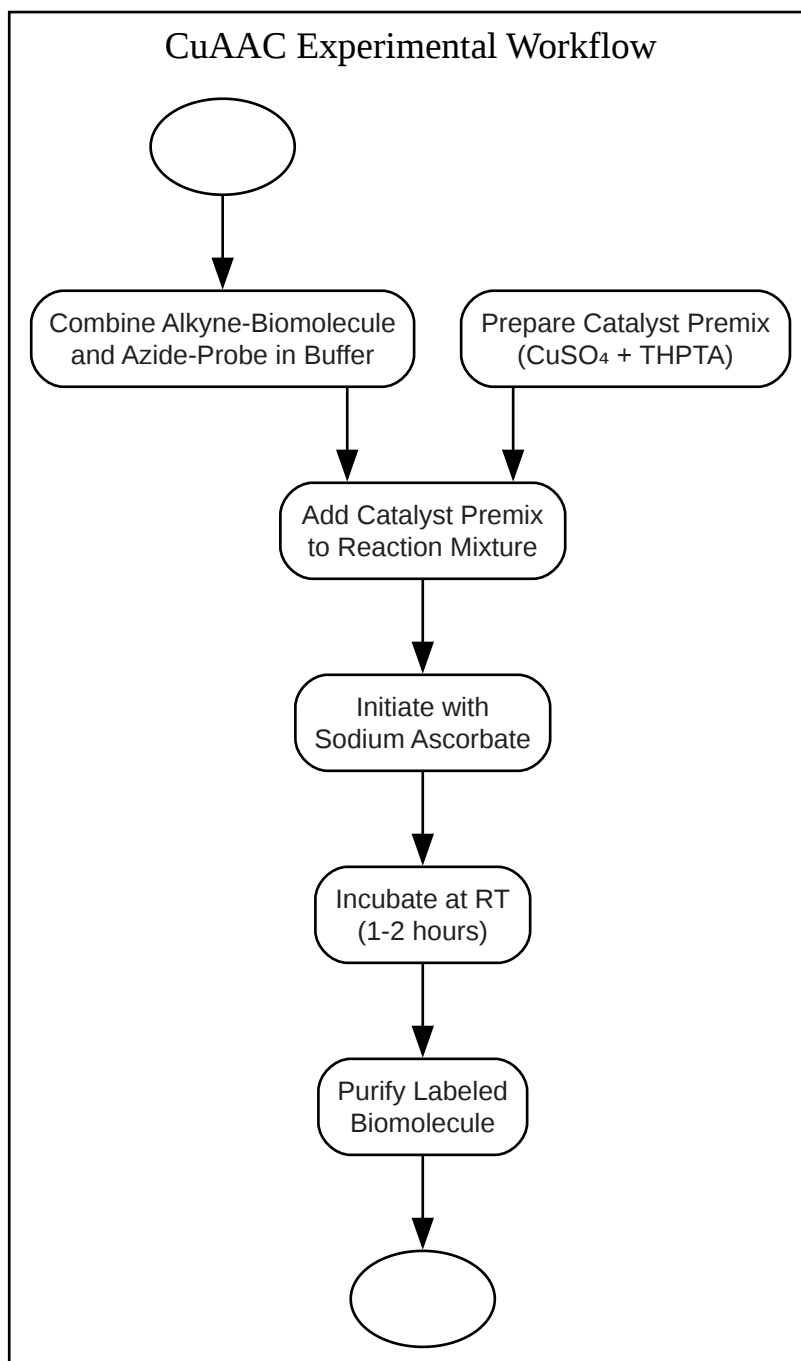 CuAAC Experimental Workflow
Combine Alkyne-Biomolecule
and Azide-Probe in Buffer
Prepare Catalyst Premix
(CuSO₄ + THPTA)
Add Catalyst Premix
to Reaction Mixture
Initiate with
Sodium Ascorbate
Incubate at RT
(1-2 hours)
Purify Labeled
Biomolecule